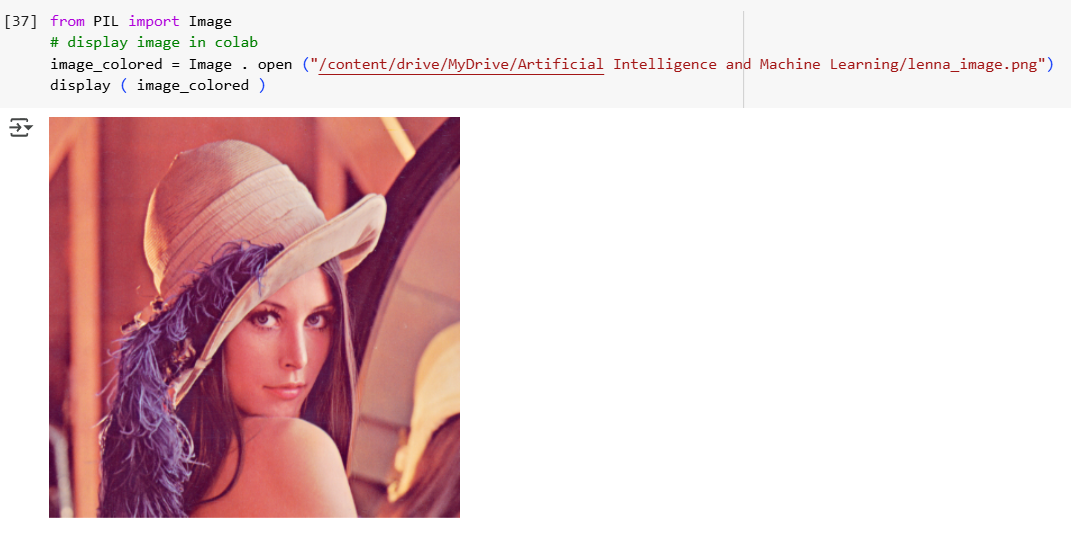 [37] from PIL import Image
# display image in colab
image_colored = Image . open ("/content/drive/MyDrive/Artificial Intelligence and Machine Learning/lenna_image.png")
display ( image_colored )